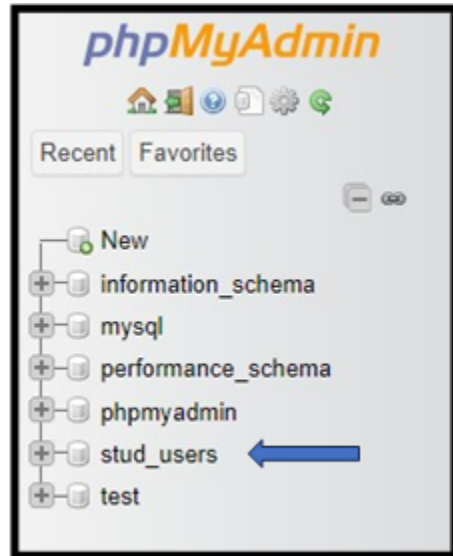 phpMyAdmin
Recent Favorites
New
information_schema
mysql
performance_schema
phpmyadmin
stud_users
test